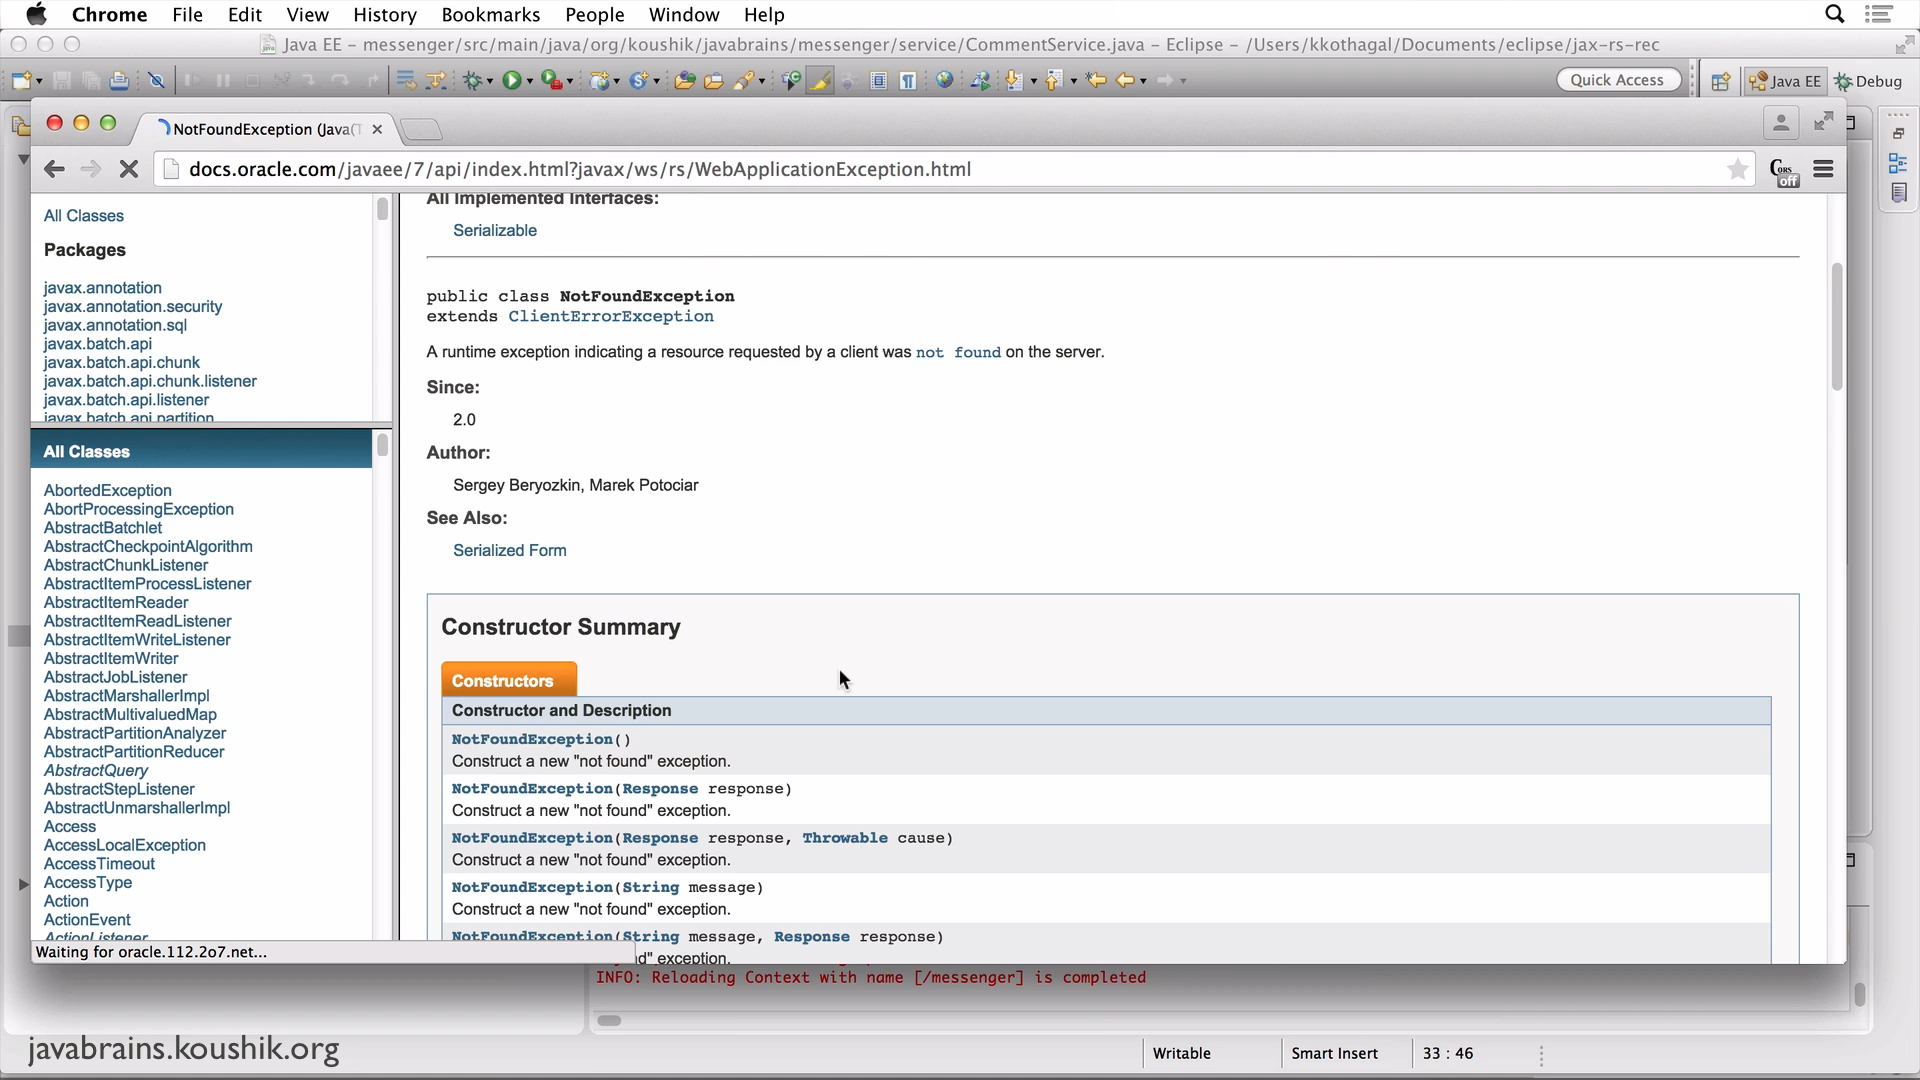 Chrome File Edit View History Bookmarks People Window Help
Java EE - messenger/src/main/java/org/koushik/javabrains/messenger/service/CommentService.java - Eclipse - /Users/kkothagal/Documents/eclipse/jax-rs-rec
Quick Access
Java EE
Debug
NotFoundException (Java(T
docs.oracle.com/javaee/7/api/index.html?javax/ws/rs/WebApplicationException.html
CORS
off
All Classes
Packages
javax.annotation
javax.annotation.security
javax.annotation.sql
javax.batch.api
javax.batch.api.chunk
javax.batch.api.chunk.listener
javax.batch.api.listener
javax.batch.api.partition
All Classes
AbortedException
AbortProcessingException
AbstractBatchlet
AbstractCheckpointAlgorithm
AbstractChunkListener
AbstractItemProcessListener
AbstractItemReader
AbstractItemReadListener
AbstractItemWriteListener
AbstractItemWriter
AbstractJobListener
AbstractMarshallerImpl
AbstractMultivaluedMap
AbstractPartitionAnalyzer
AbstractPartitionReducer
AbstractQuery
AbstractStepListener
AbstractUnmarshallerImpl
Access
AccessLocalException
AccessTimeout
AccessType
Action
ActionEvent
ActionListener
Waiting for oracle.112.2o7.net...
All Implemented Interfaces:
Serializable
public class NotFoundException
extends ClientErrorException
A runtime exception indicating a resource requested by a client was not found on the server.
Since:
2.0
Author:
Sergey Beryozkin, Marek Potociar
See Also:
Serialized Form
Constructor Summary
Constructors
Constructor and Description
NotFoundException()
Construct a new "not found" exception.
NotFoundException(Response response)
Construct a new "not found" exception.
NotFoundException(Response response, Throwable cause)
Construct a new "not found" exception.
NotFoundException(String message)
Construct a new "not found" exception.
NotFoundException(String message, Response response)
nd" exception.
INFO: Reloading Context with name [/messenger] is completed
javabrains.koushik.org
Writable
Smart Insert
33 : 46